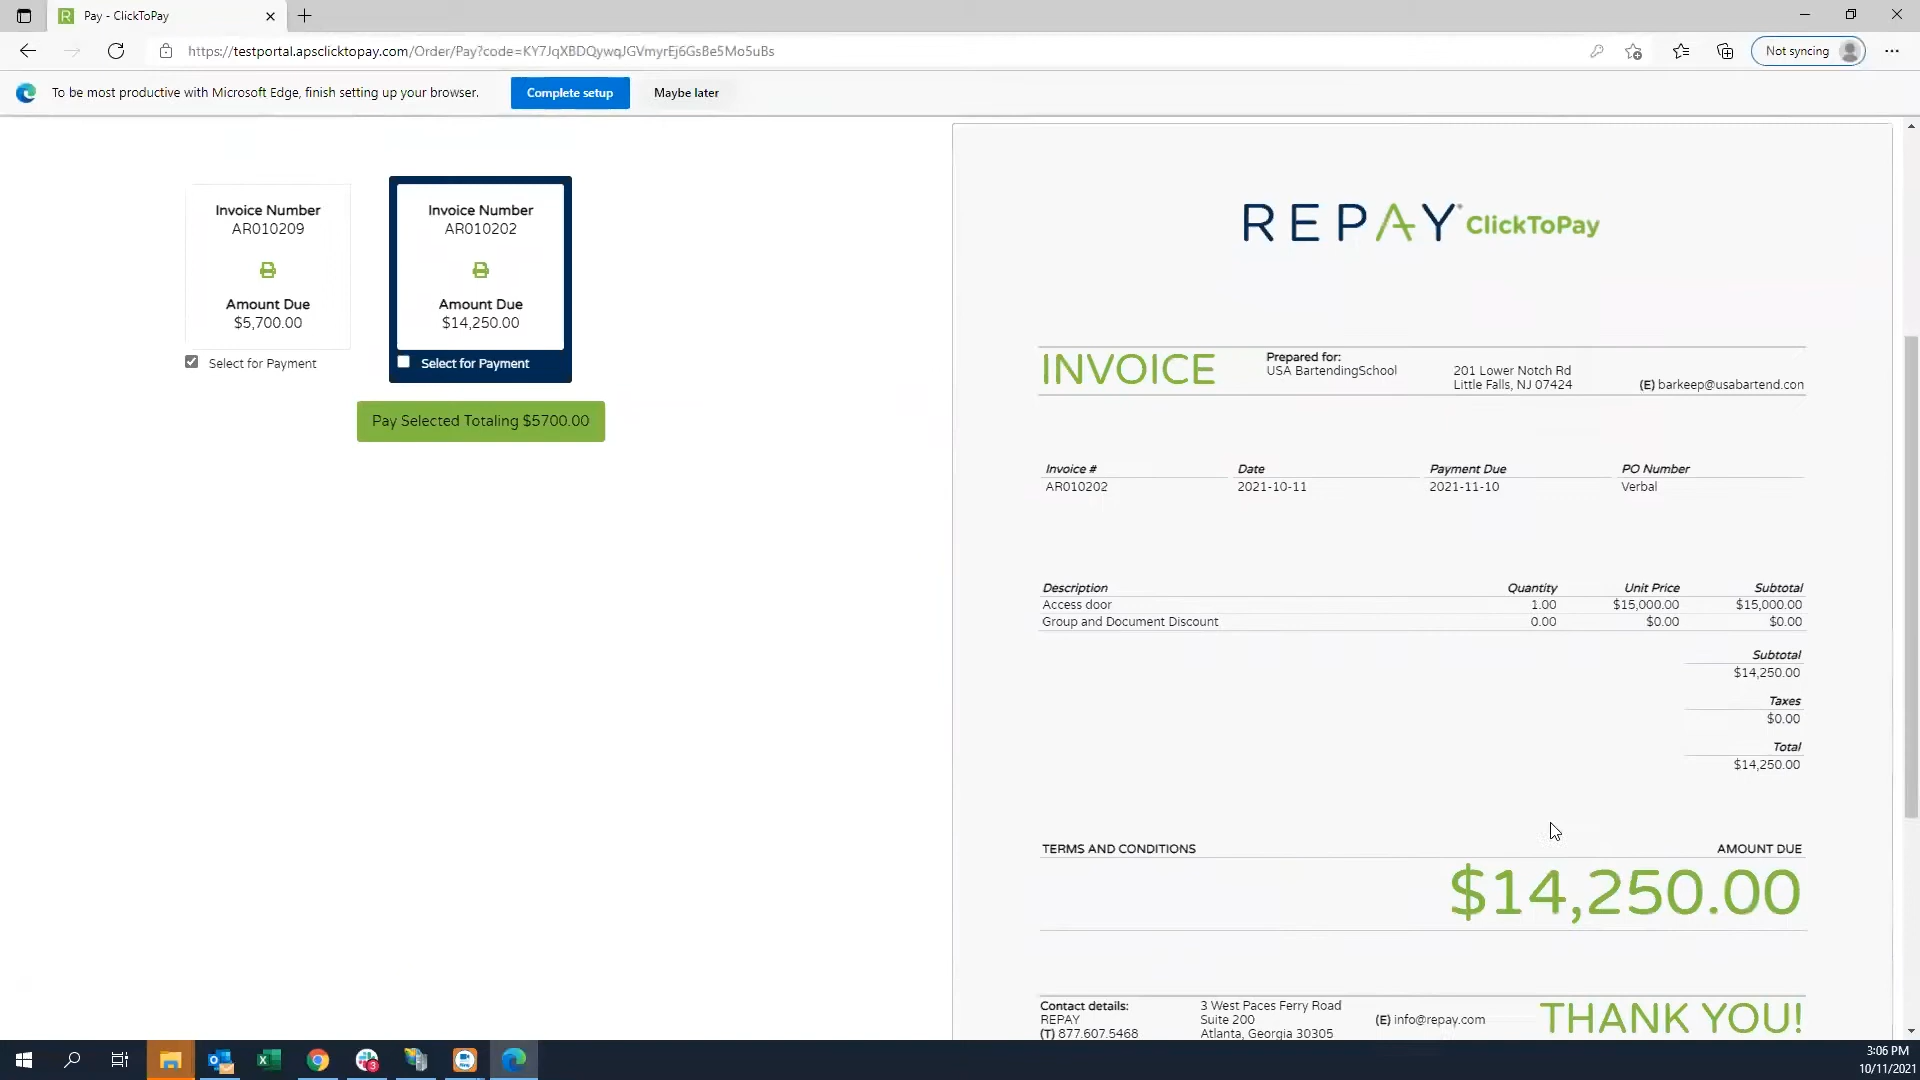 Pay - ClickToPay
https://testportal.apsclicktopay.com/Order/Pay?code=KY7JqXBDQywqJGVmyrEj6GsBe5Mo5uBs
Not syncing
To be most productive with Microsoft Edge, finish setting up your browser.
Complete setup
Maybe later
Invoice Number
AR010209
Amount Due
$5,700.00
Select for Payment
Invoice Number
AR010202
Amount Due
$14,250.00
Select for Payment
Pay Selected Totaling $5700.00
REPAY ClickToPay
INVOICE
Prepared for:
USA BartendingSchool
201 Lower Notch Rd
Little Falls, NJ 07424
(E) barkeep@usabartend.con
Invoice # Date Payment Due PO Number
AR010202 2021-10-11 2021-11-10 Verbal
Description Quantity Unit Price Subtotal
Access door 1.00 $15,000.00 $15,000.00
Group and Document Discount 0.00 $0.00 $0.00
Subtotal
$14,250.00
Taxes
$0.00
Total
$14,250.00
TERMS AND CONDITIONS AMOUNT DUE
$14,250.00
Contact details:
REPAY
(T) 877.607.5468
3 West Paces Ferry Road
Suite 200
Atlanta, Georgia 30305
(E) info@repay.com
THANK YOU!
3:06 PM
10/11/2021